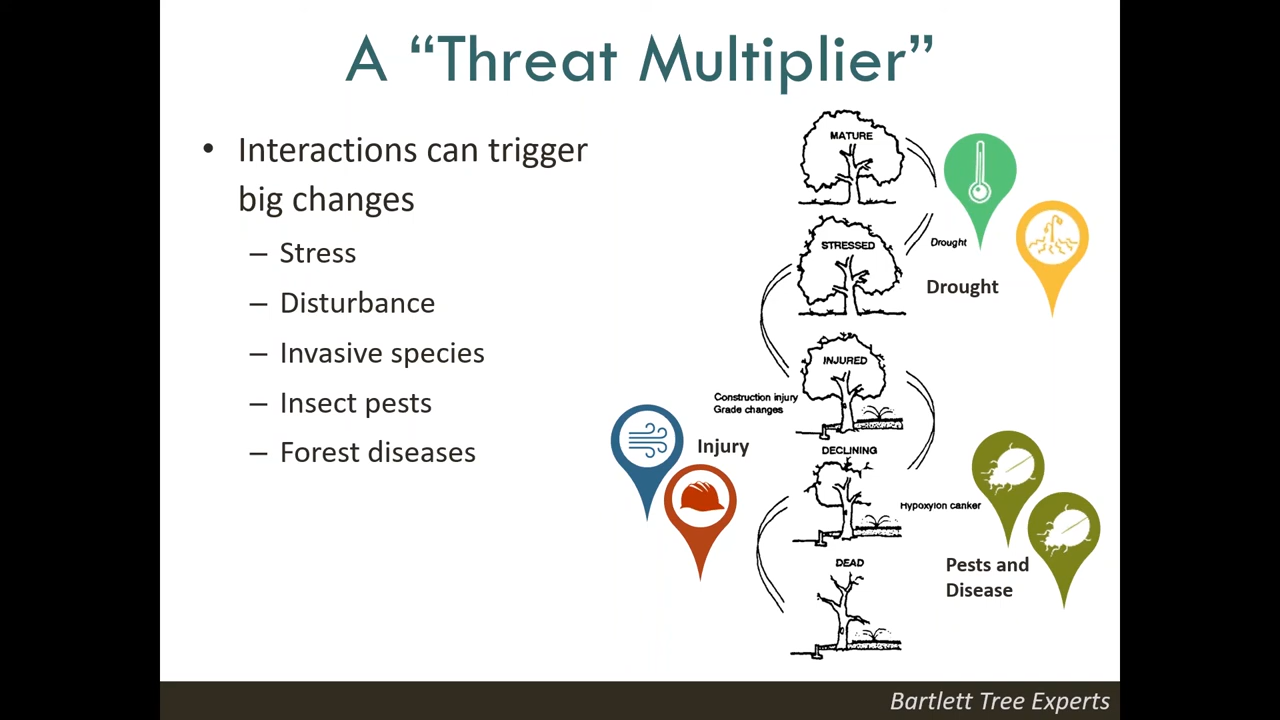 A “Threat Multiplier”
• Interactions can trigger
big changes
– Stress
– Disturbance
– Invasive species
– Insect pests
– Forest diseases
MATURE
STRESSED
Drought
Drought
INJURED
Construction injury
Grade changes
Injury
DECLINING
Hypoxylon canker
Pests and
Disease
DEAD
Bartlett Tree Experts